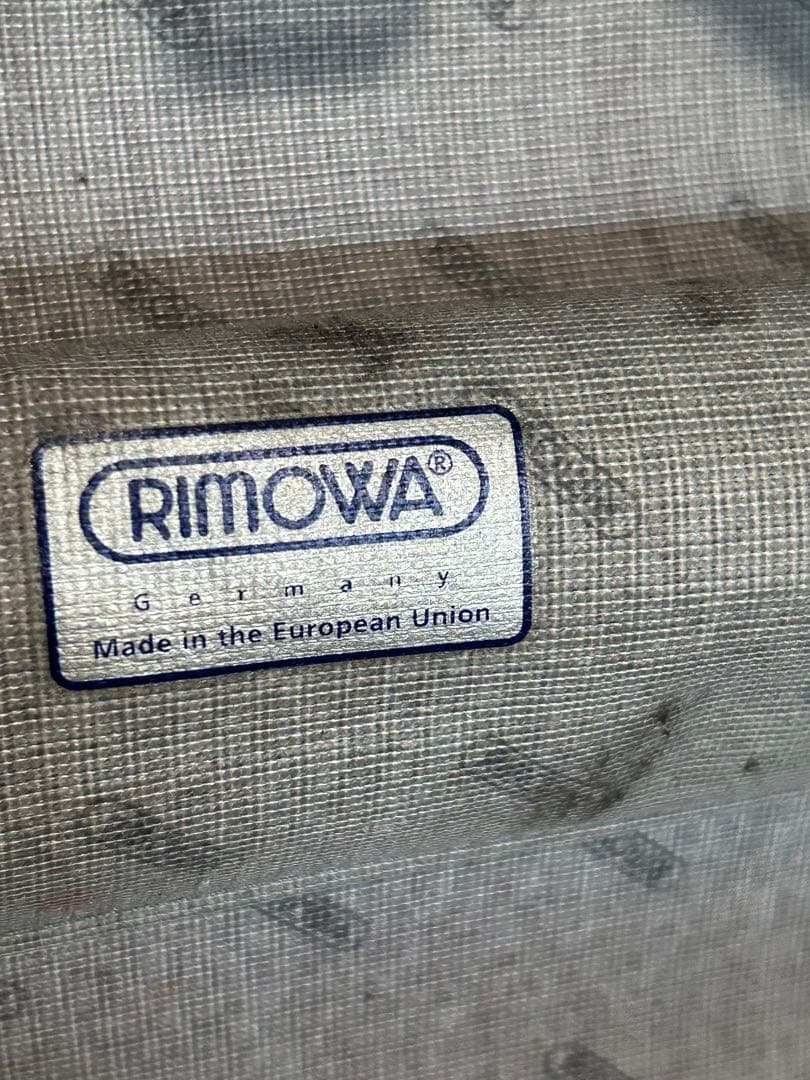 RIMOWA®
Germany
Made in the European Union